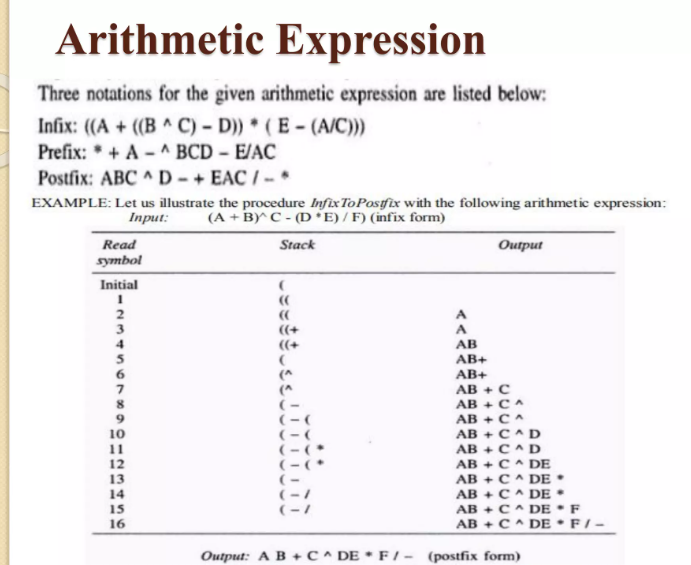 Arithmetic Expression
Three notations for the given arithmetic expression are listed below:
Infix: ((A + ((B ^ C) – D)) * ( E – (A/C)))
Prefix: * + A – ^ BCD – E/AC
Postfix: ABC ^ D – + EAC / – *
EXAMPLE: Let us illustrate the procedure InfixToPostfix with the following arithmetic expression:
Input: (A + B)^ C - (D * E) / F) (infix form)
Read symbol Stack Output
Initial (
1 ((
2 (( A
3 ((+ A
4 ((+ AB
5 ( AB+
6 (^ AB+
7 (^ AB + C
8 ( – AB + C ^
9 ( – ( AB + C ^
10 ( – ( AB + C ^ D
11 ( – ( * AB + C ^ D
12 ( – ( * AB + C ^ DE
13 ( – AB + C ^ DE *
14 ( – / AB + C ^ DE *
15 ( – / AB + C ^ DE * F
16 AB + C ^ DE * F / –
Output: A B + C ^ DE * F / – (postfix form)